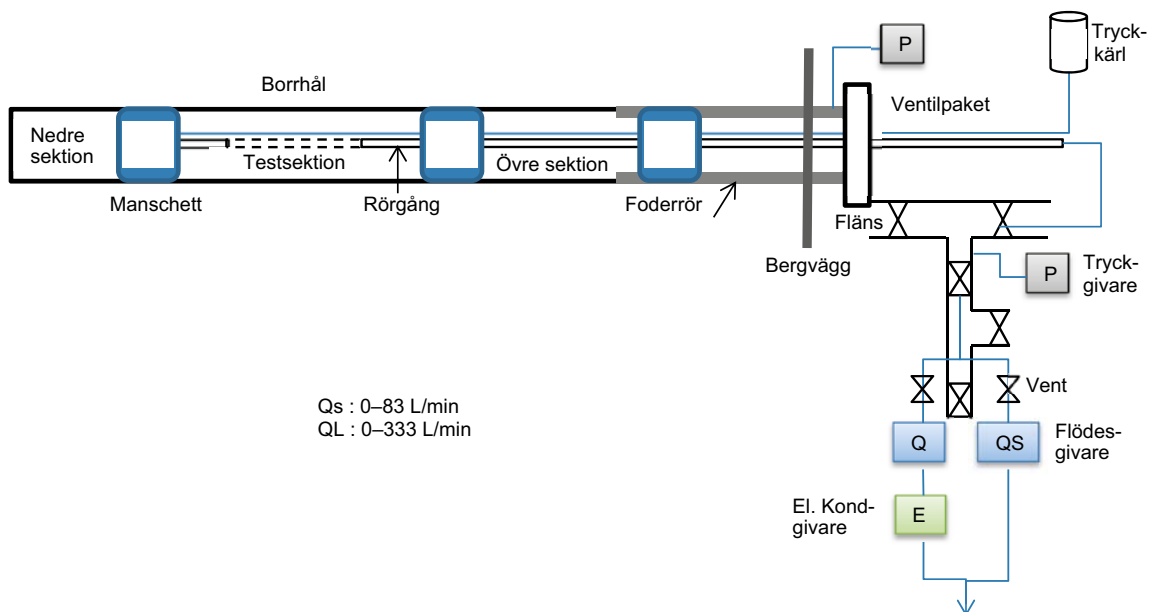 P
Tryck-
kärl
Borrhål
Ventilpaket
Nedre
sektion
Testsektion
Övre sektion
Manschett
Rörgång
Foderrör
Fläns
Bergvägg
P
Tryck-
givare
Vent
Qs : 0–83 L/min
QL : 0–333 L/min
Q
QS
Flödes-
givare
El. Kond-
givare
E